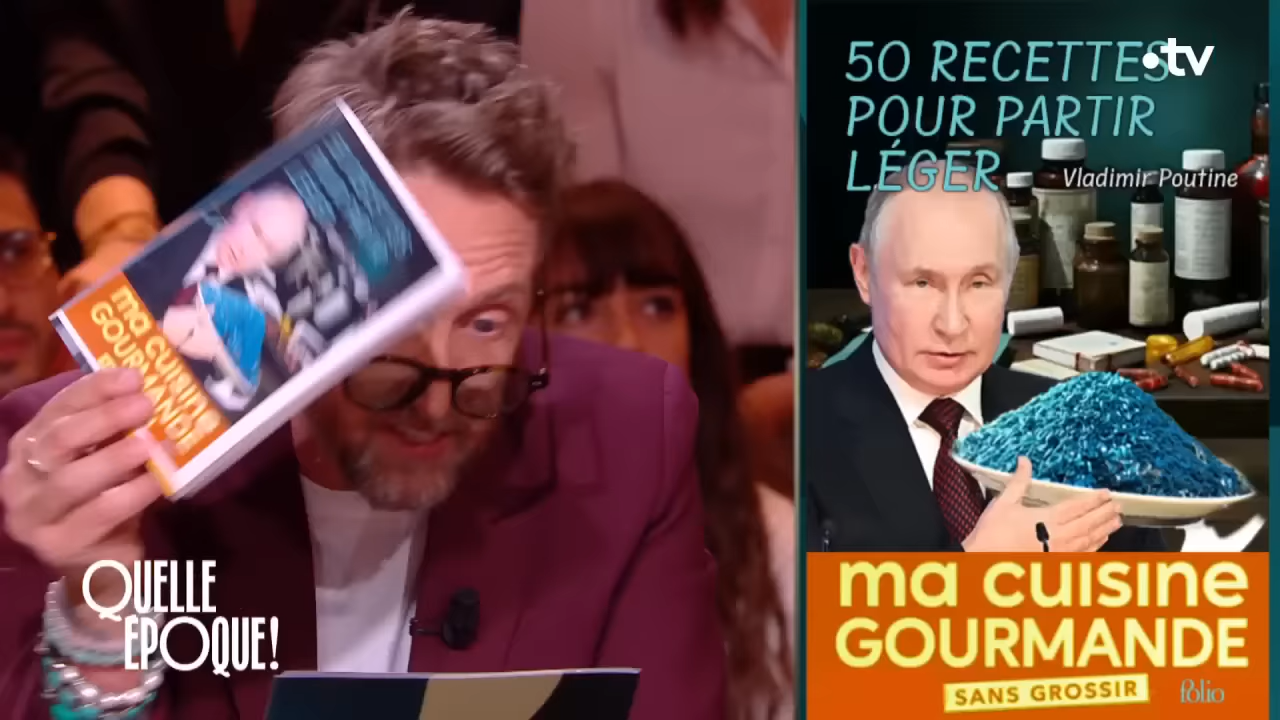 50 RECETTES
POUR PARTIR
LÉGER
Vladimir Poutine
ma cuisine
GOURMANDE
SANS GROSSIR
folio
.tv
ma cuisine
GOURMANDE
QUELLE
ÉPOQUE!